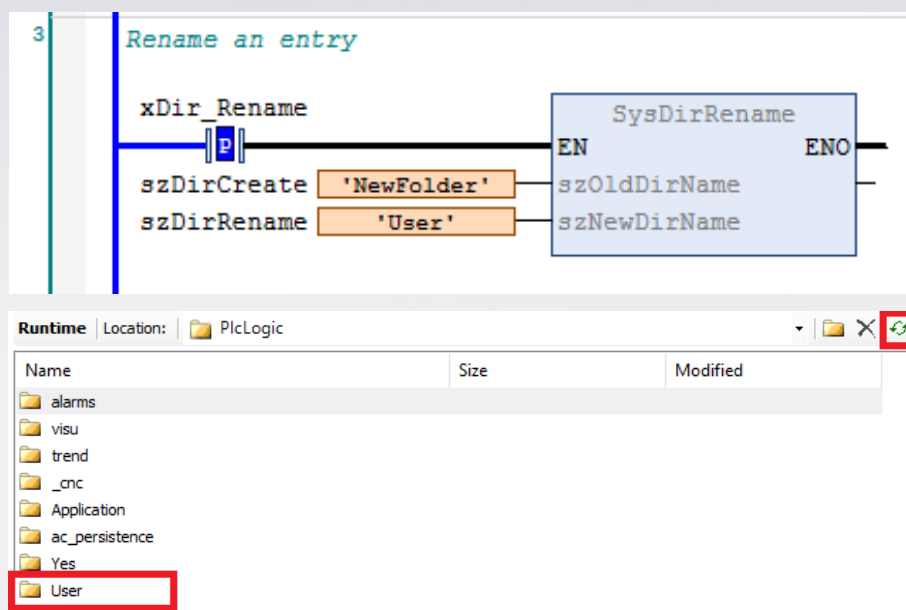 3 Rename an entry
xDir_Rename SysDirRename
P EN ENO
szDirCreate 'NewFolder' szOldDirName
szDirRename 'User' szNewDirName
Runtime Location: PlcLogic
Name Size Modified
alarms
visu
trend
_cnc
Application
ac_persistence
Yes
User